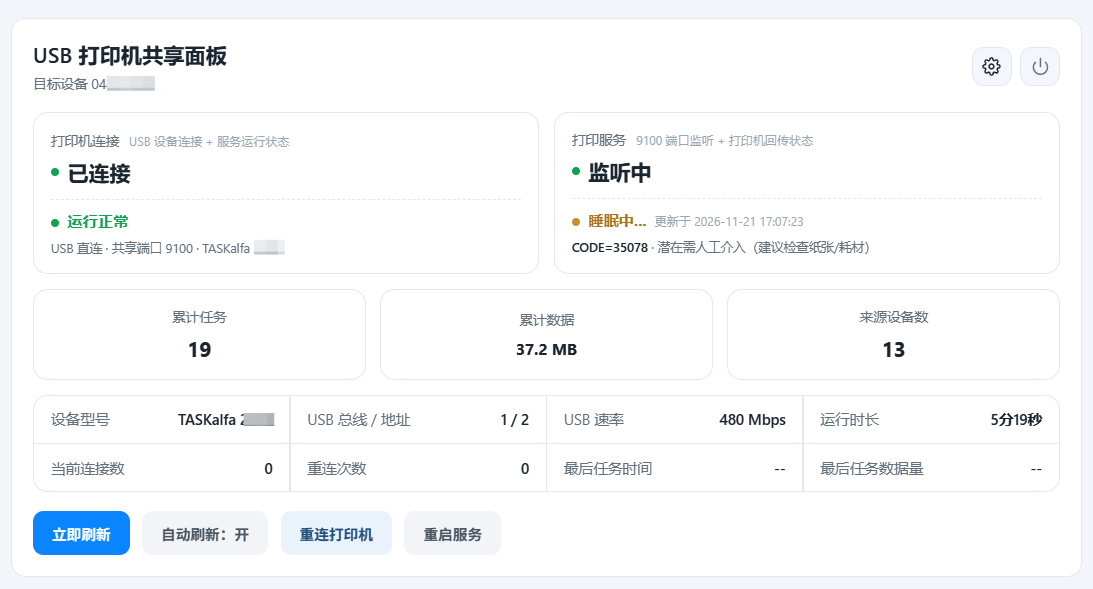 USB 打印机共享面板
目标设备 04
打印机连接 USB 设备连接 + 服务运行状态
已连接
运行正常
USB 直连 · 共享端口 9100 · TASKalfa
打印服务 9100 端口监听 + 打印机回传状态
监听中
睡眠中... 更新于 2026-11-21 17:07:23
CODE=35078 · 潜在需人工介入（建议检查纸张/耗材）
累计任务
19
累计数据
37.2 MB
来源设备数
13
设备型号 TASKalfa 2
USB 总线 / 地址 1 / 2
USB 速率 480 Mbps
运行时长 5分19秒
当前连接数 0
重连次数 0
最后任务时间 --
最后任务数据量 --
立即刷新
自动刷新：开
重连打印机
重启服务